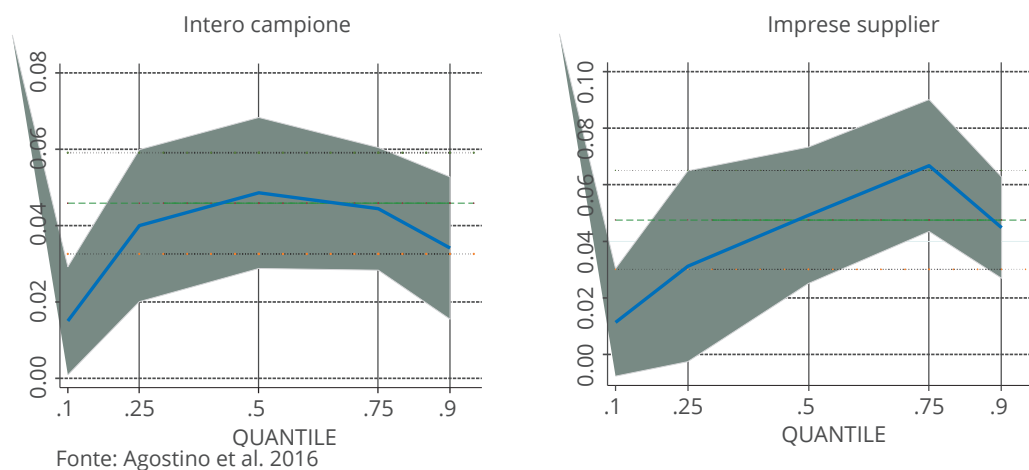 Intero campione
0.08
0.06
0.04
0.02
0.00
.1 .25 .5 .75 .9
QUANTILE
Imprese supplier
0.10
0.08
0.06
0.04
0.02
0.00
.1 .25 .5 .75 .9
QUANTILE
Fonte: Agostino et al. 2016